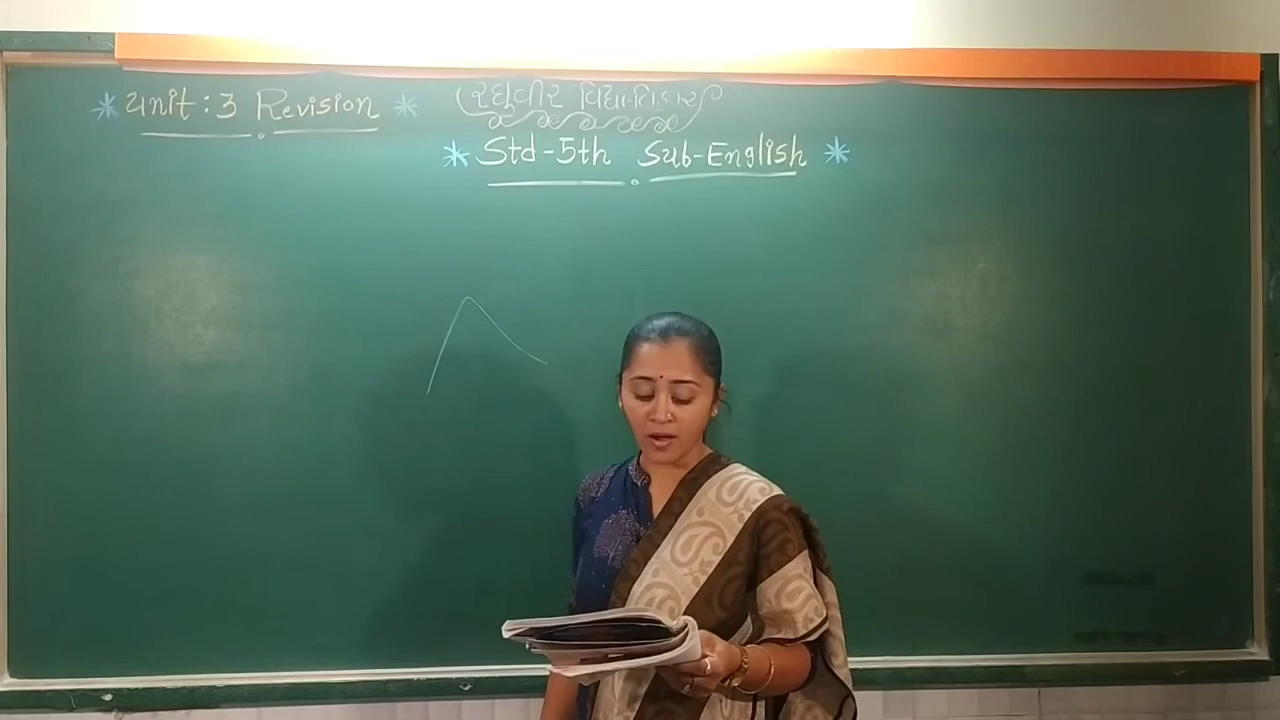 * Unit : 3 Revision *
રઘુવીર વિદ્યાવિહાર
* Std-5th Sub-English *